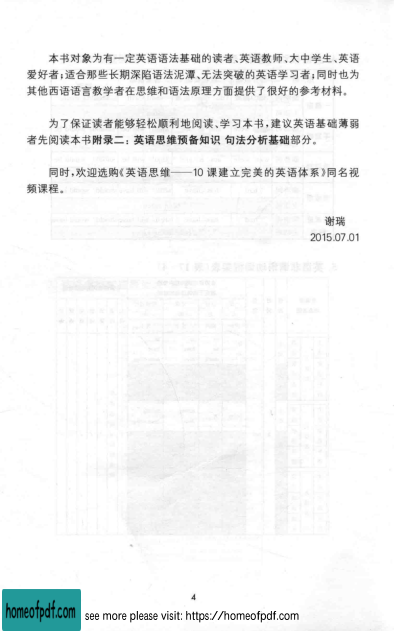 本书对象为有一定英语语法基础的读者、英语教师、大中学生、英语
爱好者；适合那些长期深陷语法泥潭、无法突破的英语学习者；同时也为
其他西语语言教学者在思维和语法原理方面提供了很好的参考材料。
为了保证读者能够轻松顺利地阅读、学习本书，建议英语基础薄弱
者先阅读本书附录二：英语思维预备知识 句法分析基础部分。
同时，欢迎选购《英语思维——10 课建立完美的英语体系》同名视
频课程。
谢瑞
2015.07.01
4
homeofpdf.com
see more please visit: https://homeofpdf.com